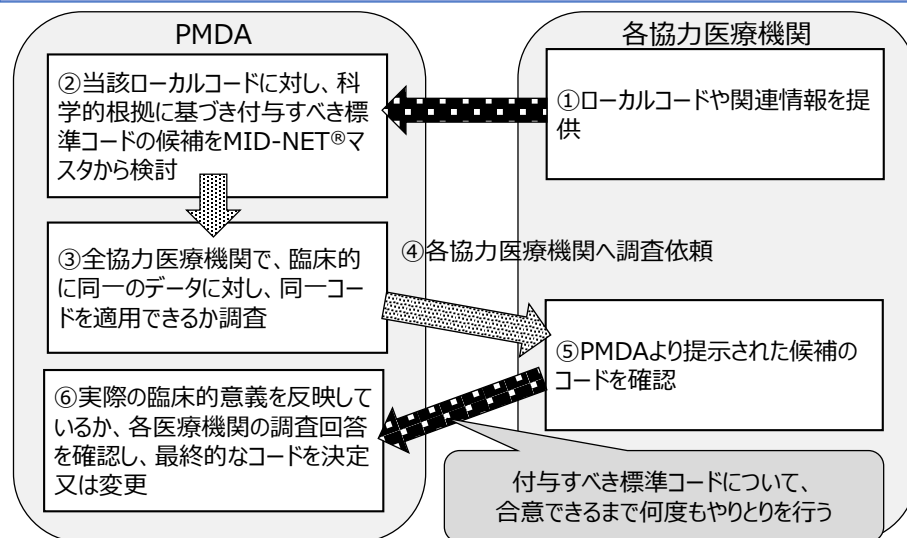 PMDA
各協力医療機関
②当該ローカルコードに対し、科
学的根拠に基づき付与すべき標
準コードの候補をMID-NET®マ
スタから検討
①ローカルコードや関連情報を提
供
③全協力医療機関で、臨床的
に同一のデータに対し、同一コー
ドを適用できるか調査
④各協力医療機関へ調査依頼
⑤PMDAより提示された候補の
コードを確認
⑥実際の臨床的意義を反映して
いるか、各医療機関の調査回答
を確認し、最終的なコードを決定
又は変更
付与すべき標準コードについて、
合意できるまで何度もやりとりを行う